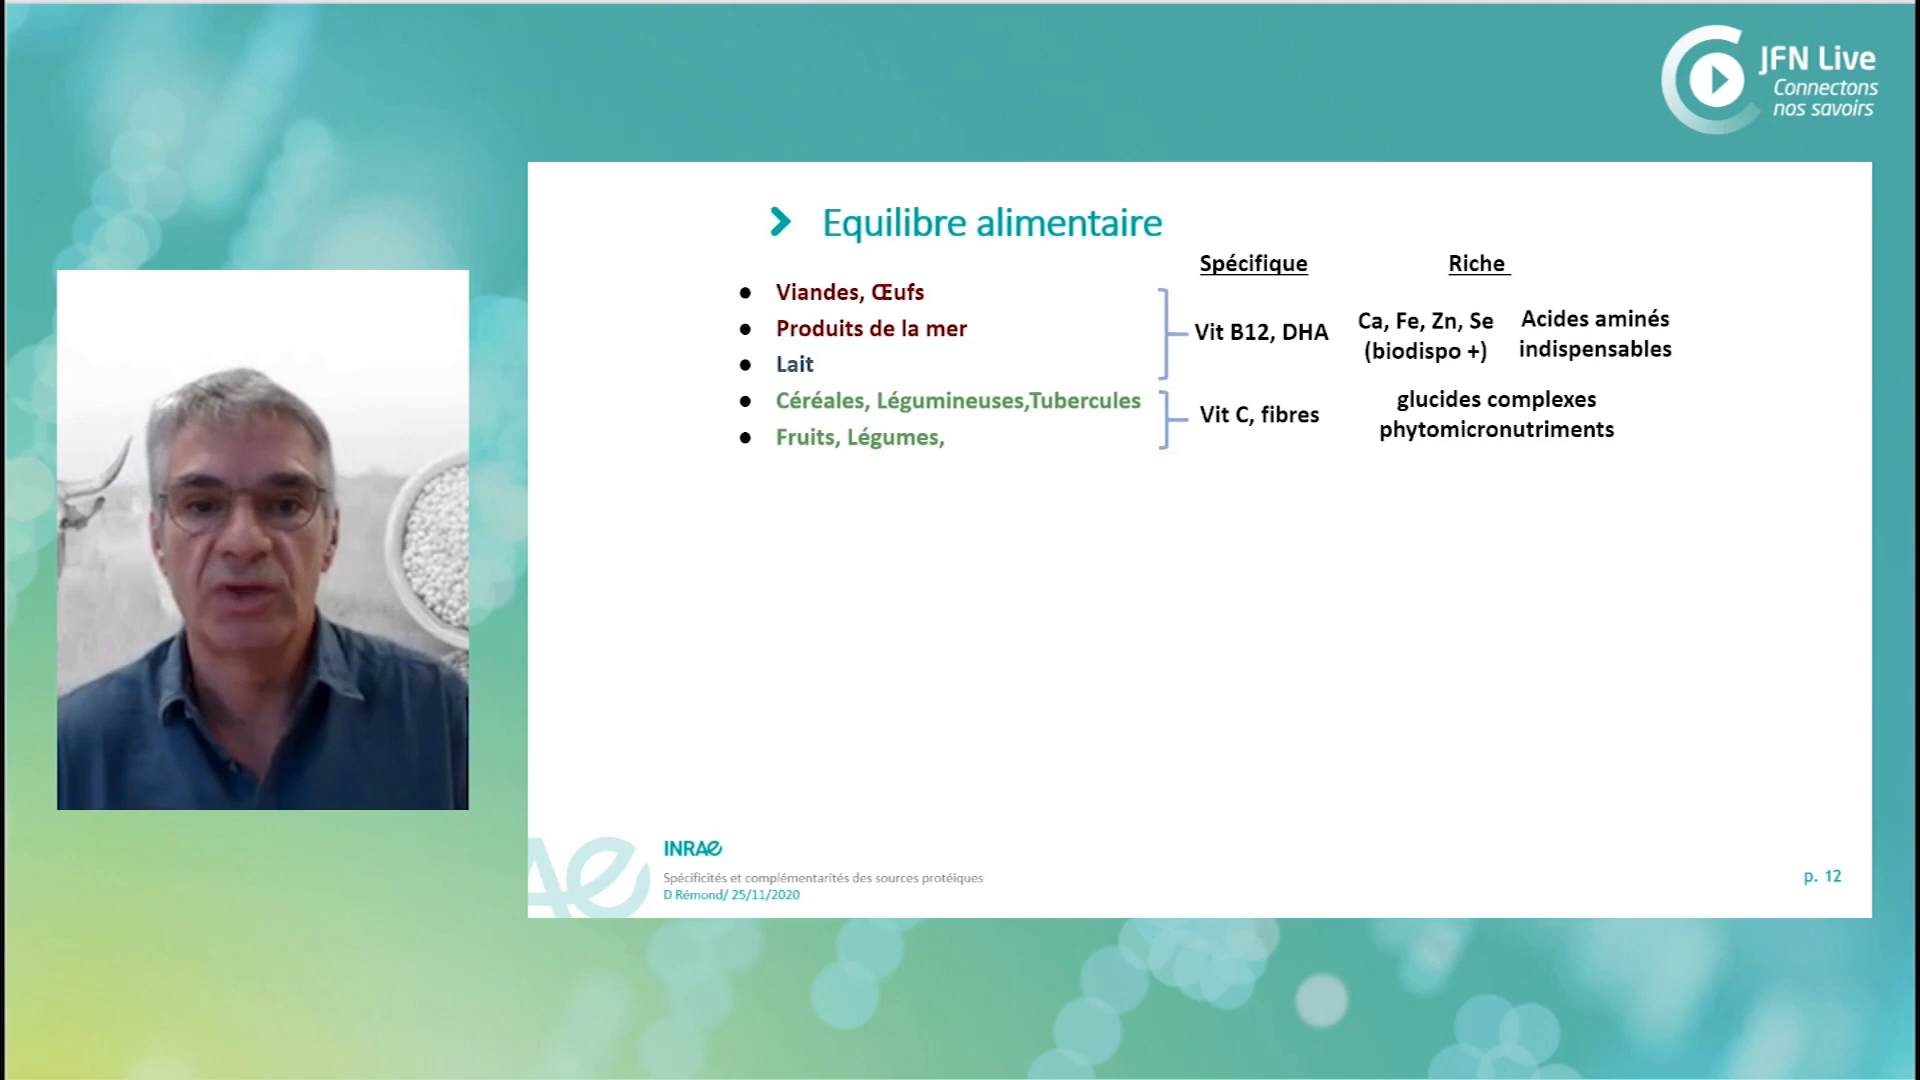 JFN Live
Connectons
nos savoirs
Equilibre alimentaire
Spécifique
Riche
Viandes, Œufs
Produits de la mer
Lait
Céréales, Légumineuses,Tubercules
Fruits, Légumes,
Vit B12, DHA
Ca, Fe, Zn, Se
(biodispo +)
Acides aminés
indispensables
Vit C, fibres
glucides complexes
phytomicronutriments
INRAE
Spécificités et complémentarités des sources protéiques
D Rémond/ 25/11/2020
p. 12